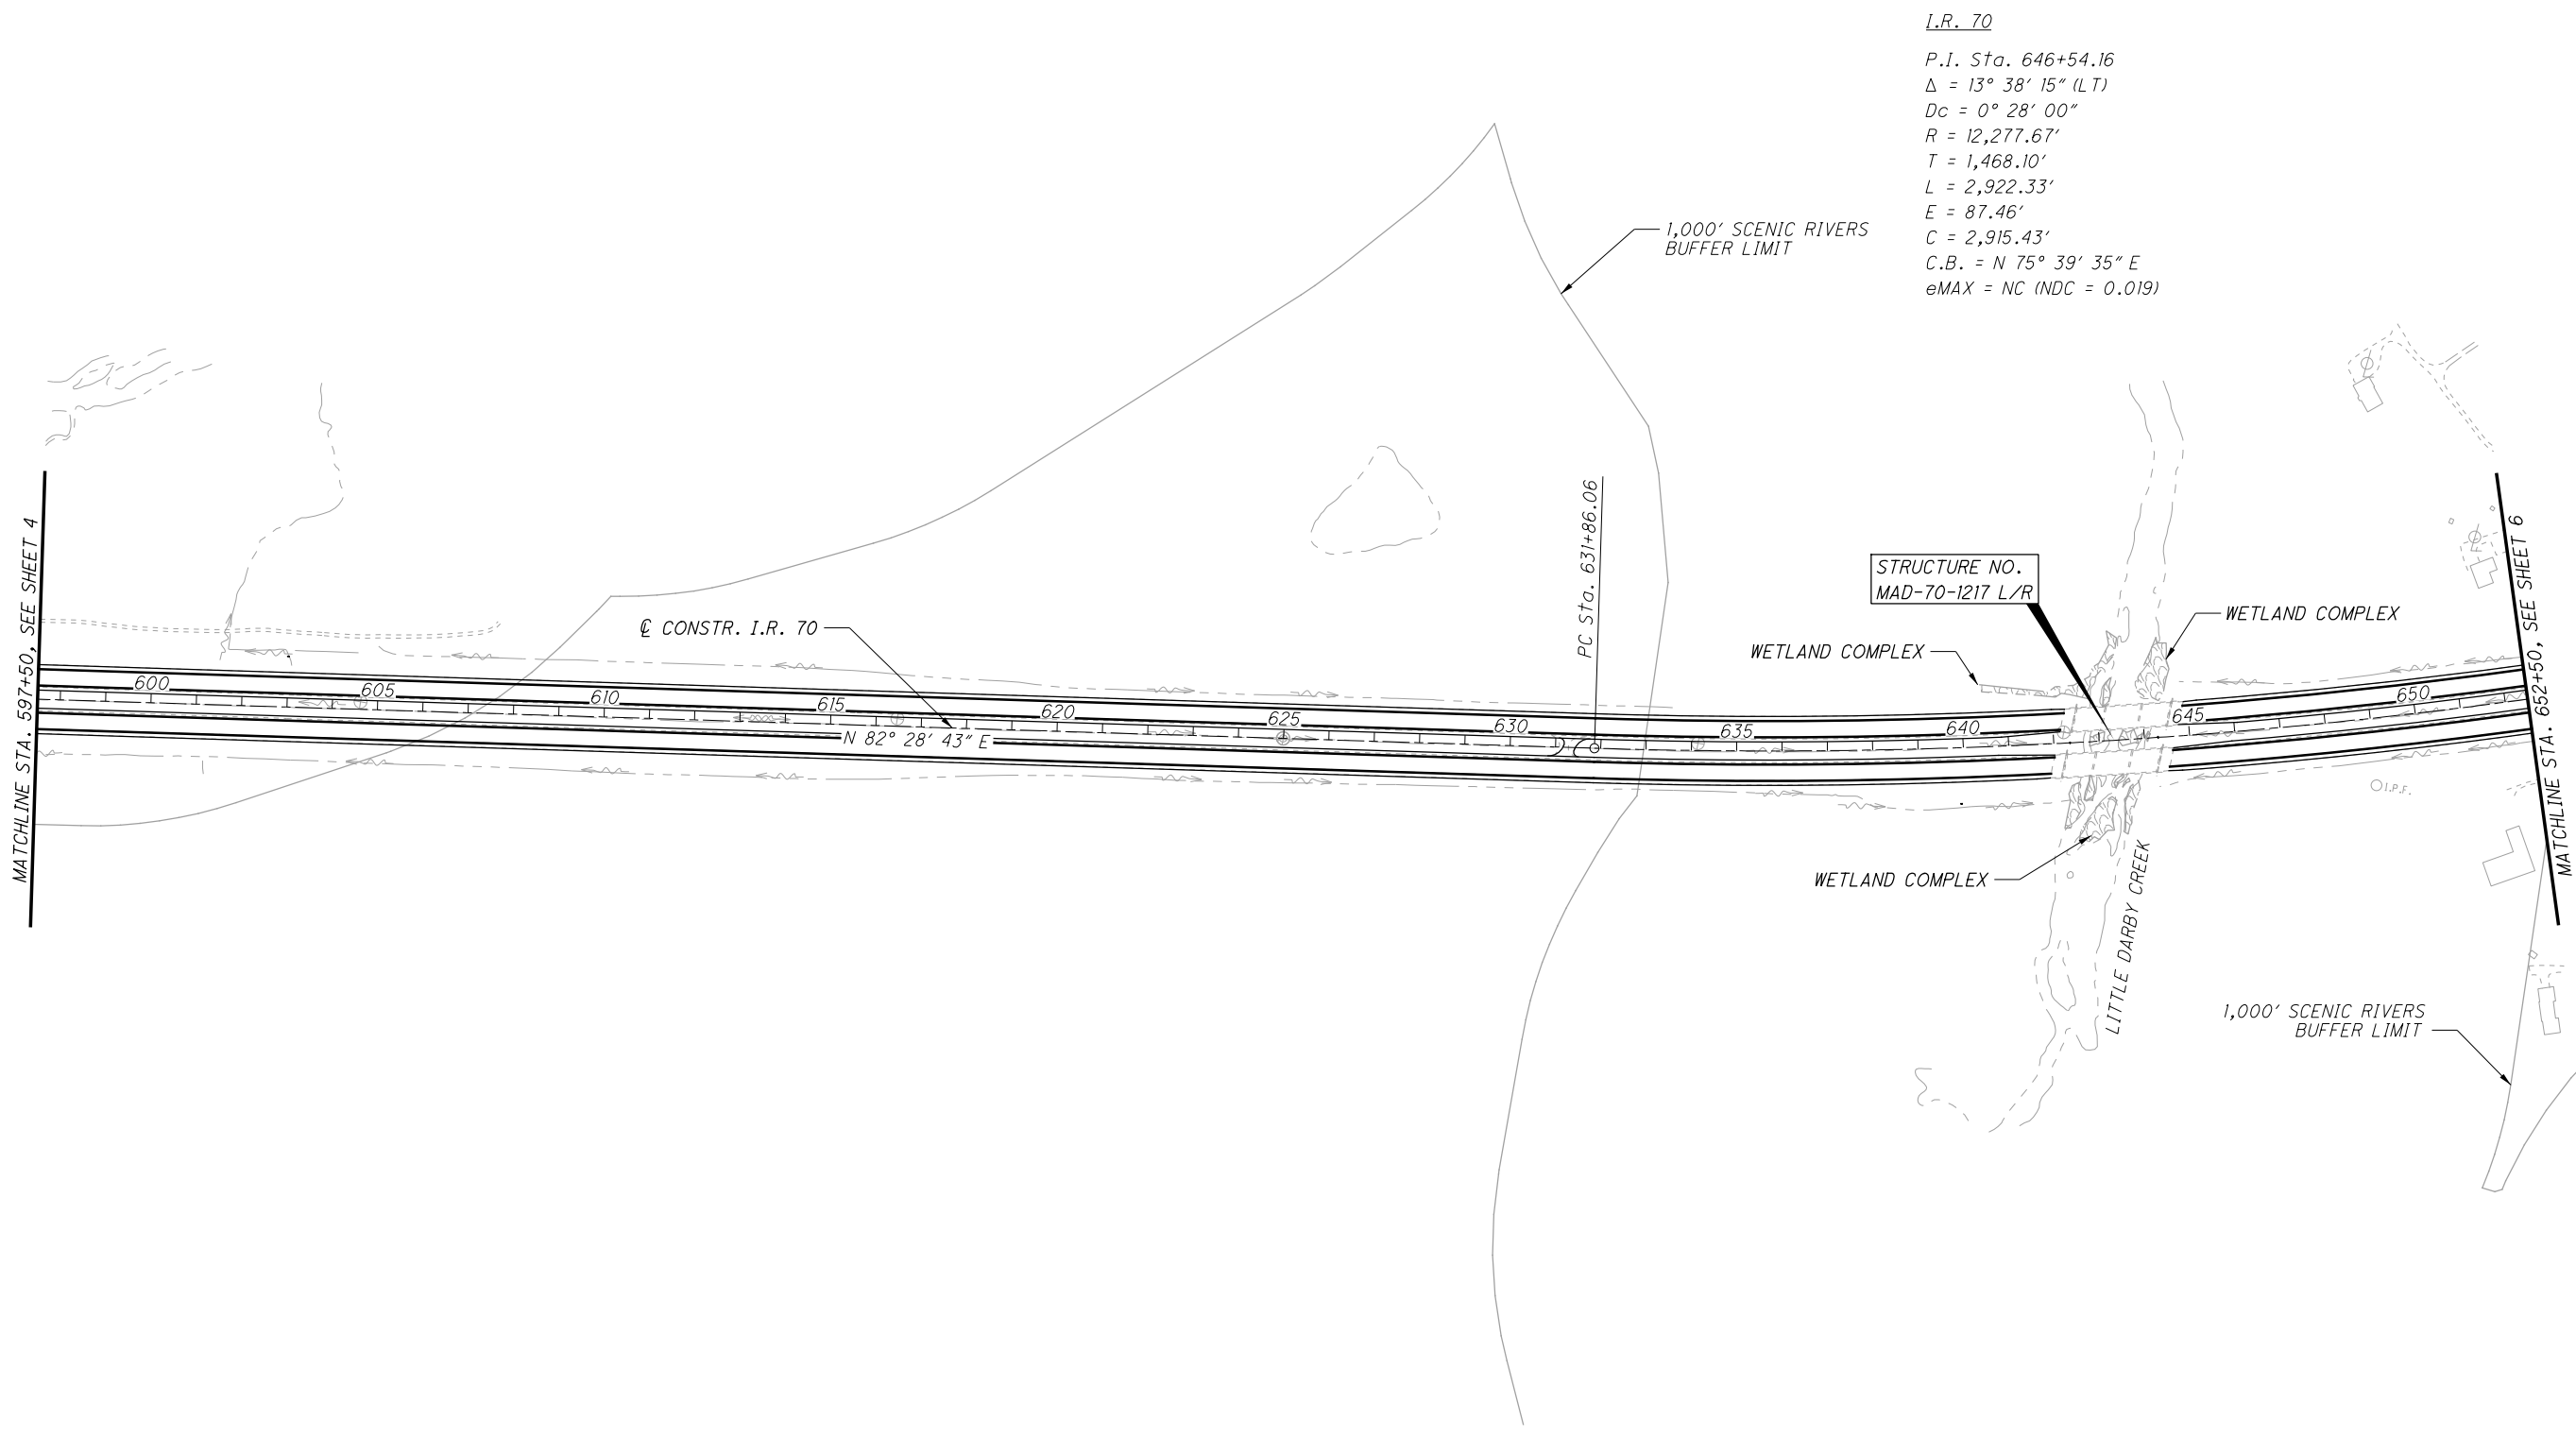 I.R. 70
P.I. Sta. 646+54.16
Δ = 13° 38' 15" (LT)
Dc = 0° 28' 00"
R = 12,277.67'
T = 1,468.10'
L = 2,922.33'
E = 87.46'
C = 2,915.43'
C.B. = N 75° 39' 35" E
eMAX = NC (NDC = 0.019)
1,000' SCENIC RIVERS
BUFFER LIMIT
MATCHLINE STA. 597+50, SEE SHEET 4
℄ CONSTR. I.R. 70
PC Sta. 631+86.06
STRUCTURE NO.
MAD-70-1217 L/R
WETLAND COMPLEX
WETLAND COMPLEX
MATCHLINE STA. 652+50, SEE SHEET 6
600
605
610
615
620
625
630
635
640
645
650
N 82° 28' 43" E
I.P.F.
WETLAND COMPLEX
LITTLE DARBY CREEK
1,000' SCENIC RIVERS
BUFFER LIMIT